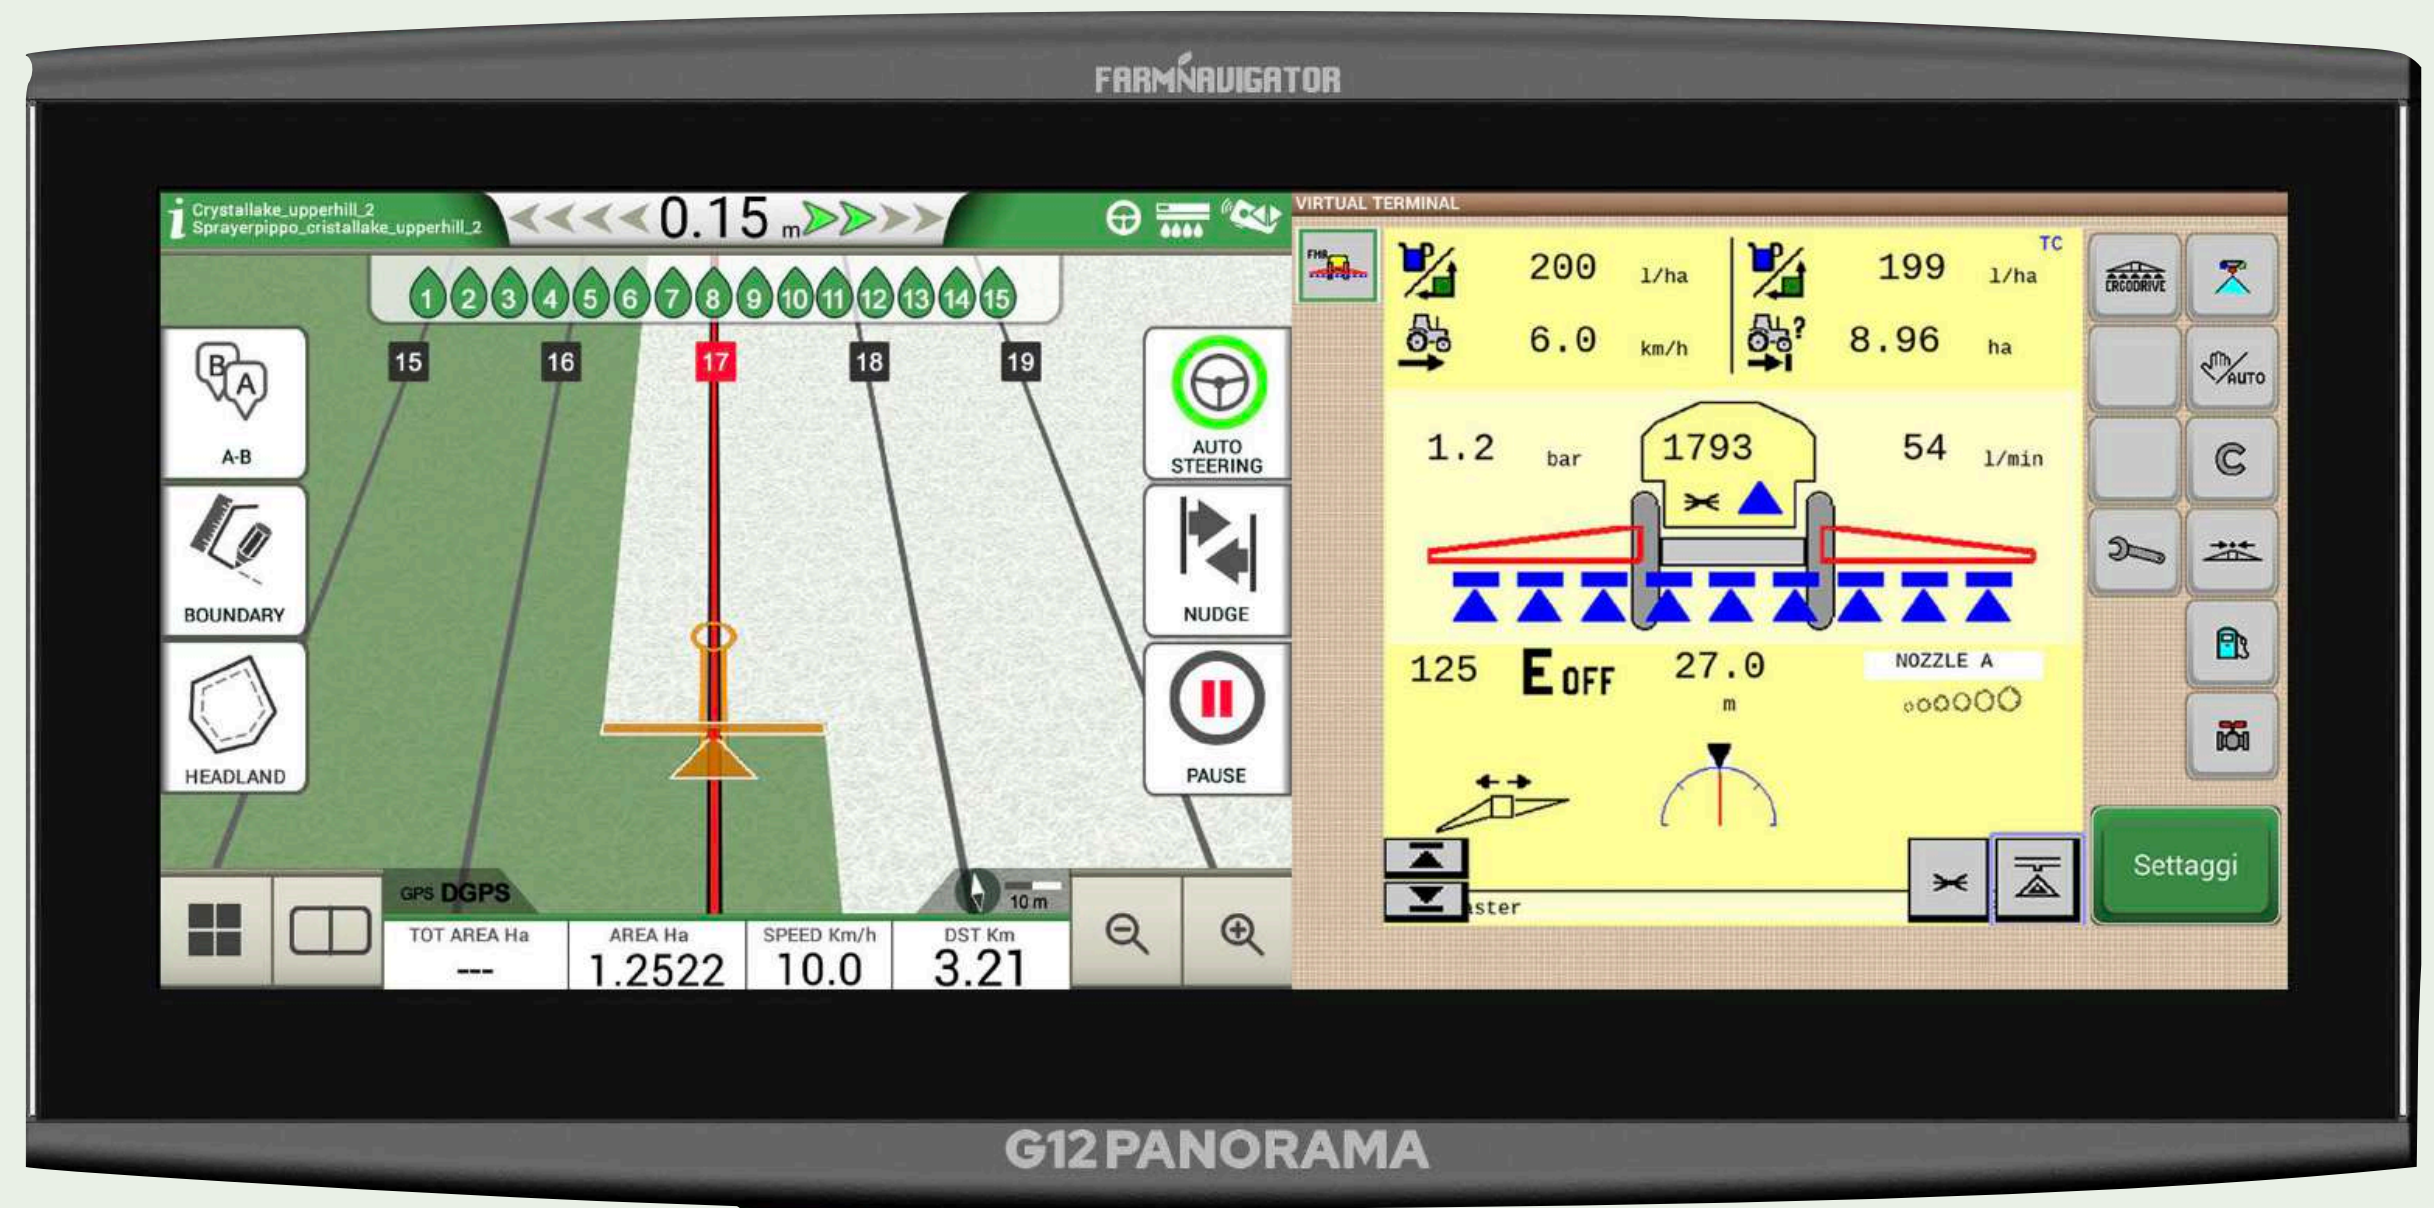 FARMNAVIGATOR
Crystallake_upperhill_2
Sprayerpippo_cristallake_upperhill_2
0.15 m
1 2 3 4 5 6 7 8 9 10 11 12 13 14 15
15 16 17 18 19
B A
A-B
BOUNDARY
HEADLAND
AUTO
STEERING
NUDGE
PAUSE
GPS DGPS
10 m
TOT AREA Ha
---
AREA Ha
1.2522
SPEED Km/h
10.0
DST Km
3.21
VIRTUAL TERMINAL
FMR
TC
200 l/ha
199 l/ha
6.0 km/h
? 8.96 ha
1.2 bar
1793
54 l/min
125
E OFF
27.0
m
NOZZLE A
ster
ERGODRIVE
AUTO
C
Settaggi
G12 PANORAMA